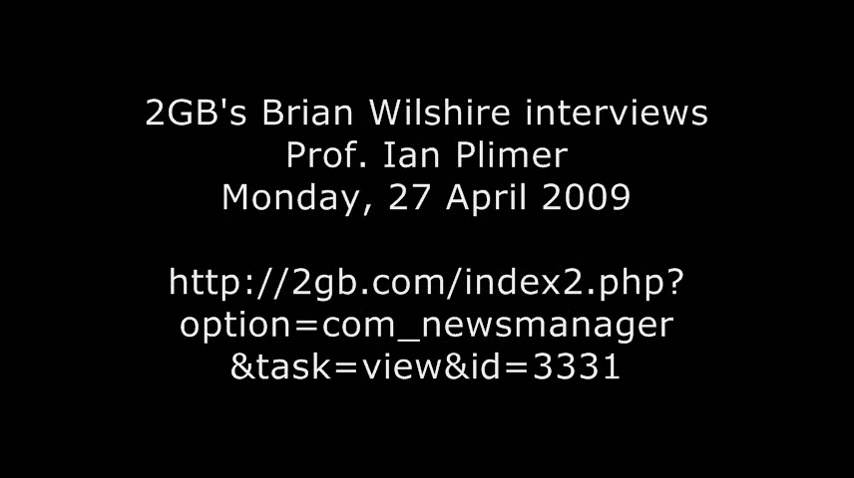 2GB's Brian Wilshire interviews
Prof. Ian Plimer
Monday, 27 April 2009
http://2gb.com/index2.php?
option=com_newsmanager
&task=view&id=3331